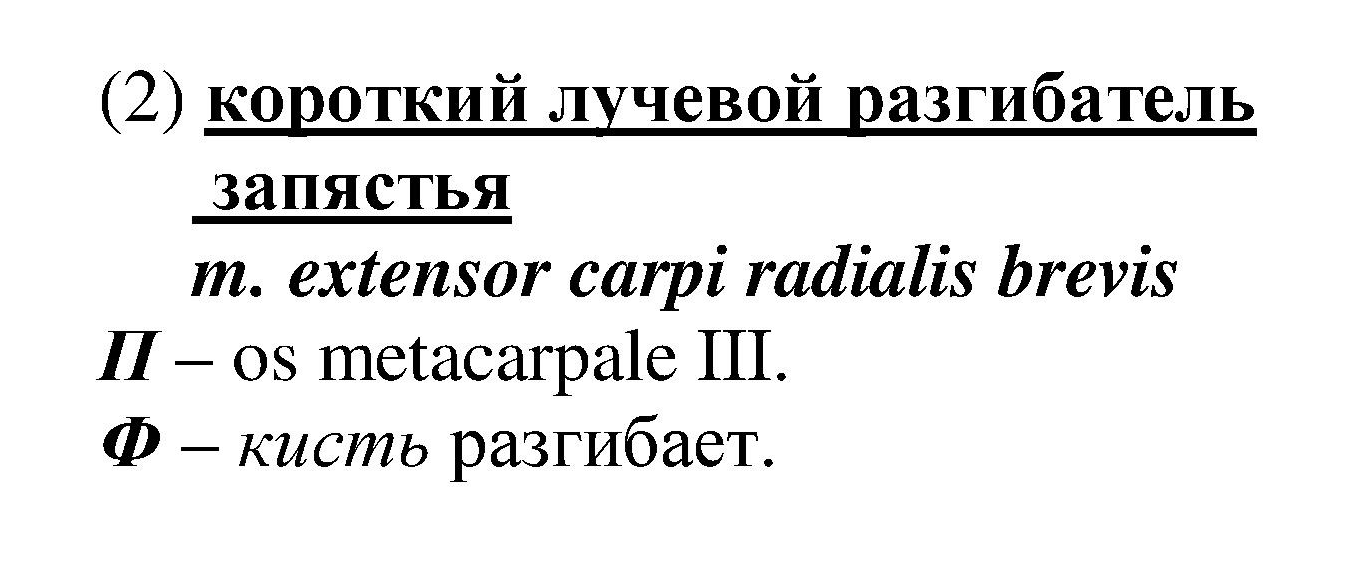 (2) короткий лучевой разгибатель
запястья
m. extensor carpi radialis brevis
П – os metacarpale III.
Ф – кисть разгибает.